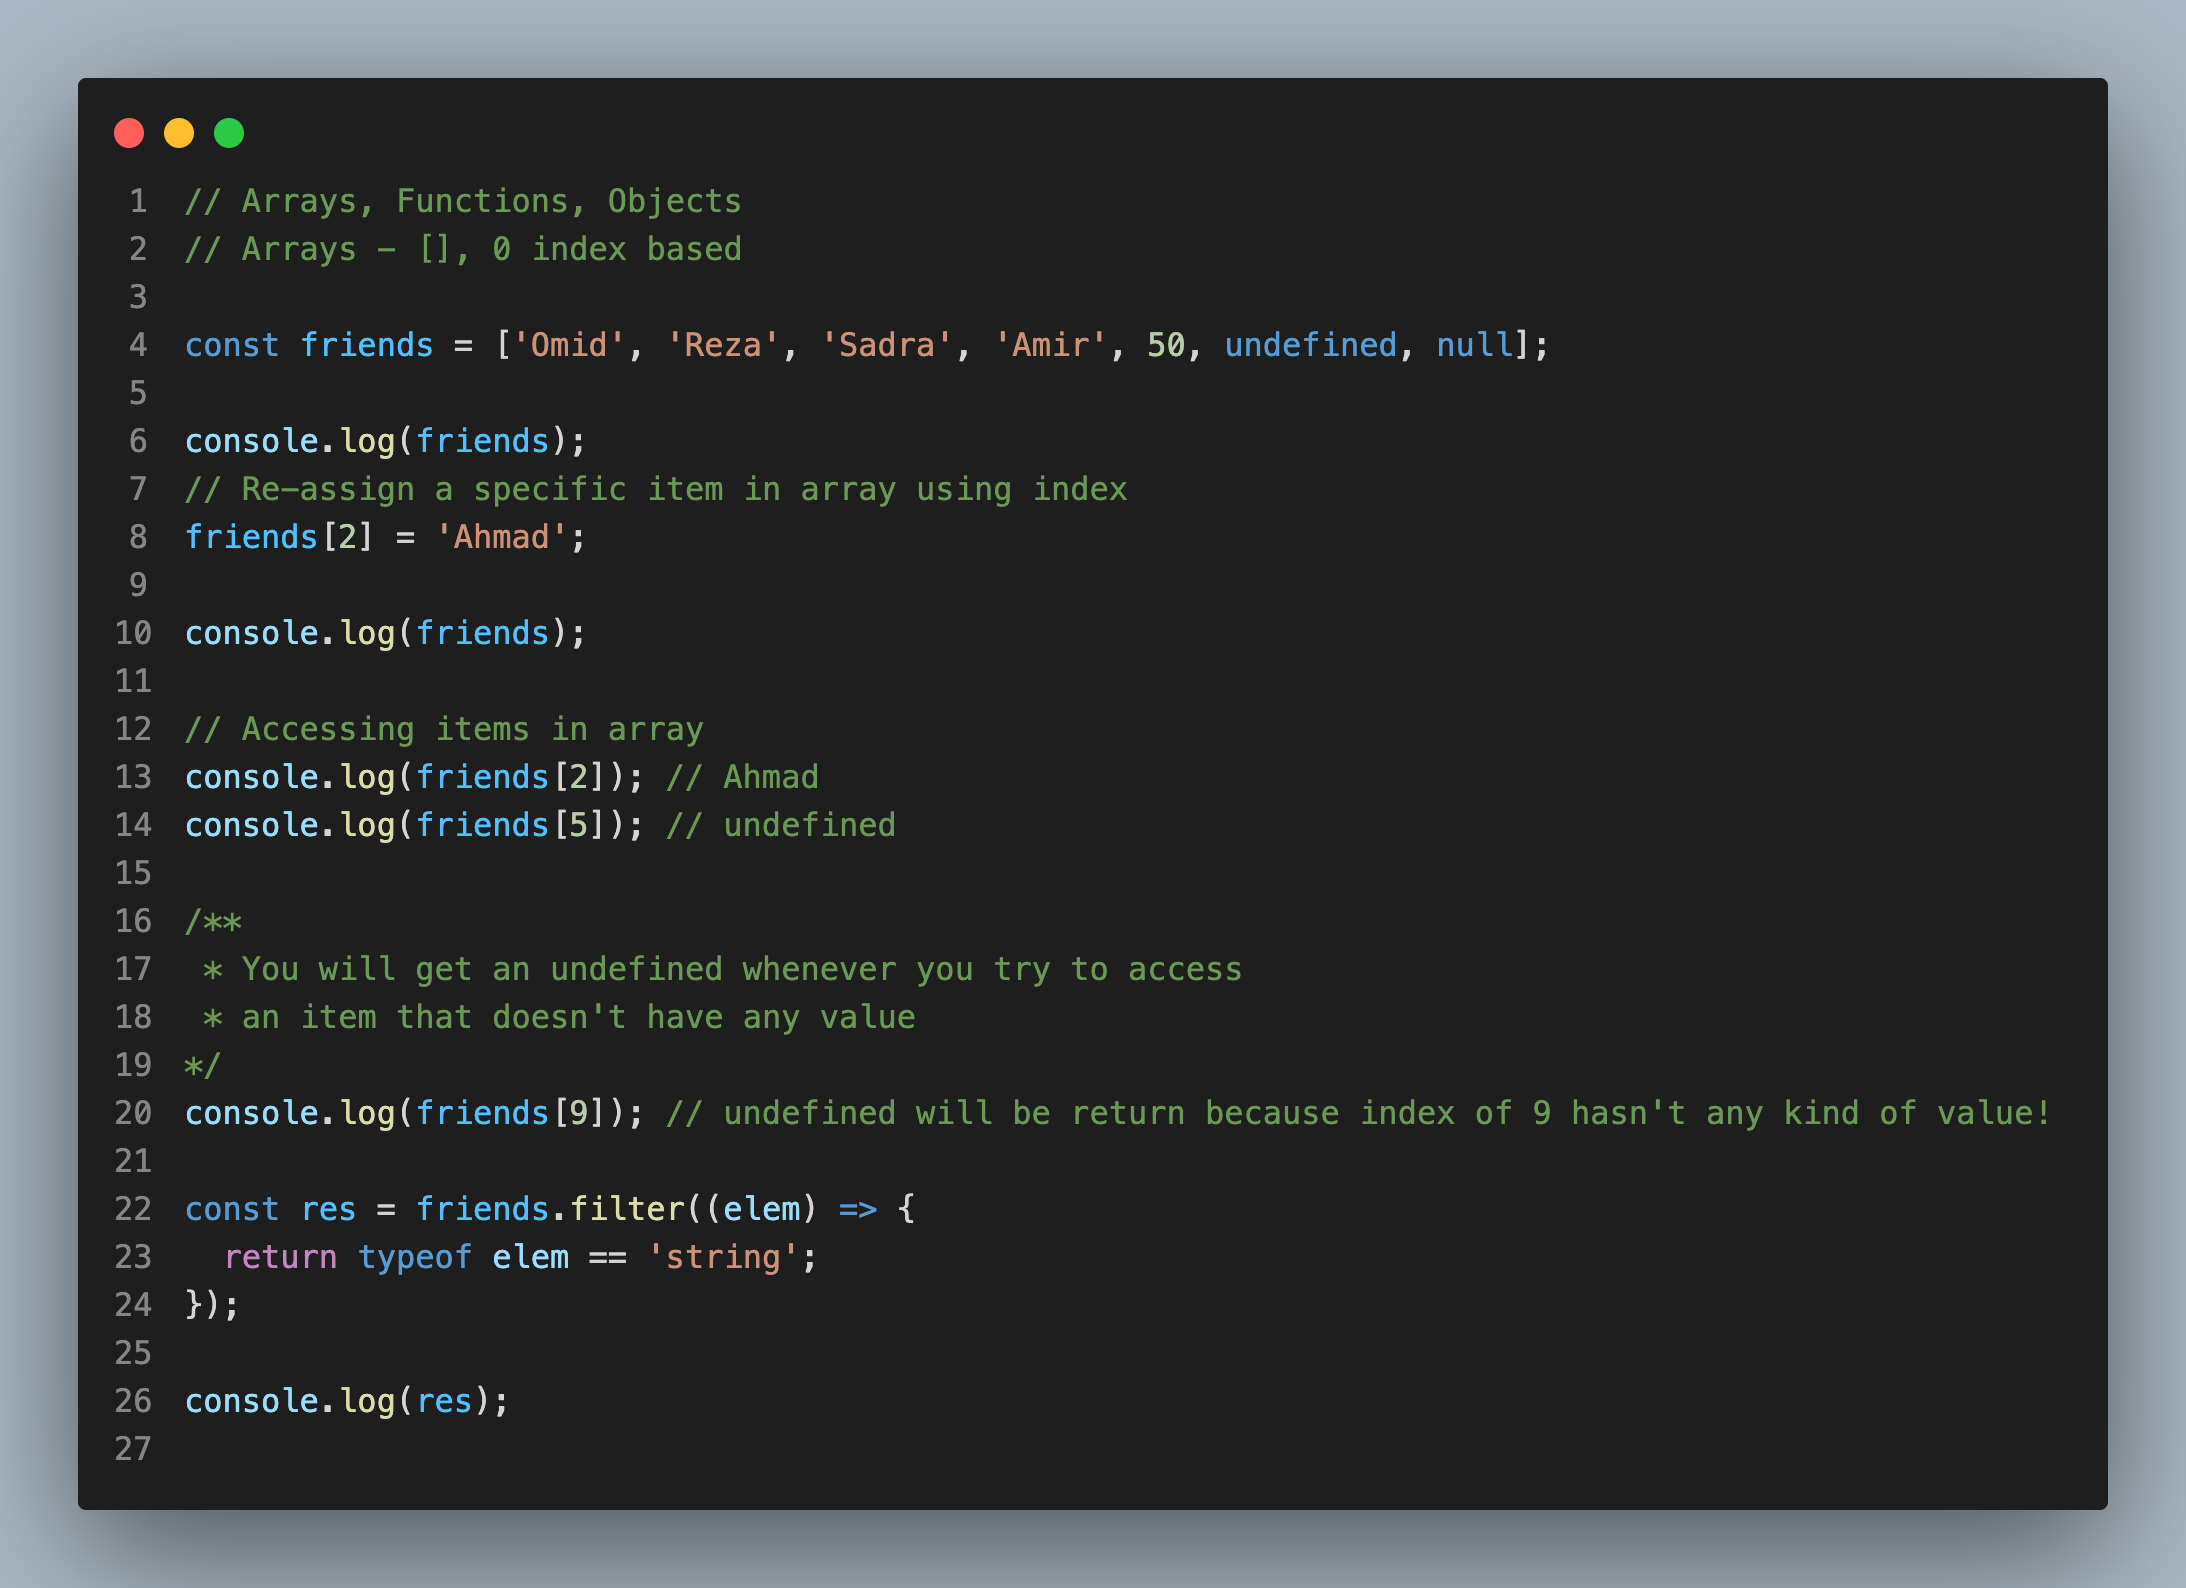 1 // Arrays, Functions, Objects
2 // Arrays - [], 0 index based
3
4 const friends = ['Omid', 'Reza', 'Sadra', 'Amir', 50, undefined, null];
5
6 console.log(friends);
7 // Re-assign a specific item in array using index
8 friends[2] = 'Ahmad';
9
10 console.log(friends);
11
12 // Accessing items in array
13 console.log(friends[2]); // Ahmad
14 console.log(friends[5]); // undefined
15
16 /**
17  * You will get an undefined whenever you try to access
18  * an item that doesn't have any value
19 */
20 console.log(friends[9]); // undefined will be return because index of 9 hasn't any kind of value!
21
22 const res = friends.filter((elem) => {
23   return typeof elem == 'string';
24 });
25
26 console.log(res);
27